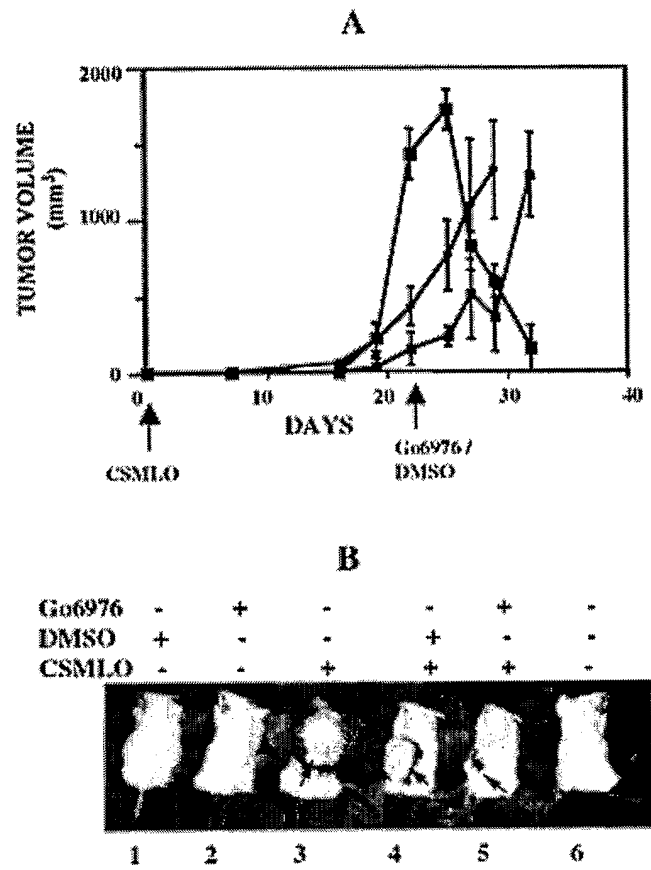 A
2000
TUMOR VOLUME
(mm³)
1000
0
0 10 20 30 40
DAYS
CSMLO
Go6976 /
DMSO
B
Go6976 - + - - + -
DMSO + - - + - -
CSMLO - - + + + -
1 2 3 4 5 6